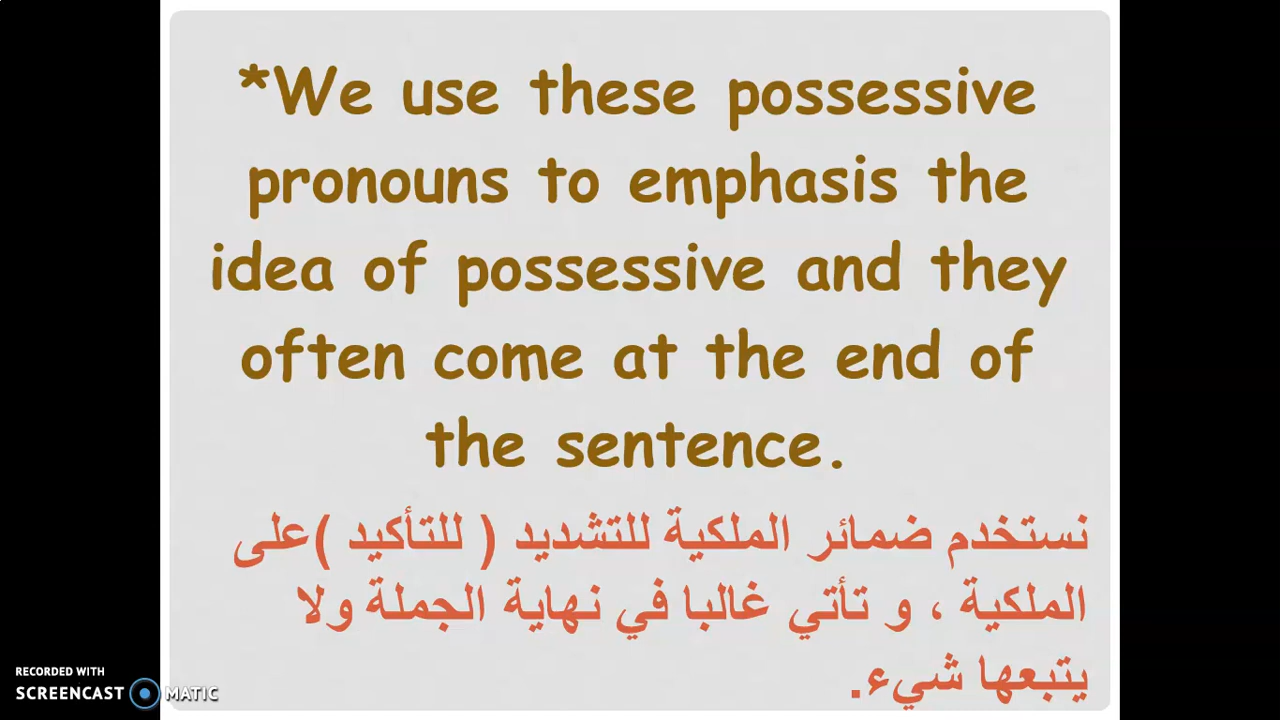 *We use these possessive
pronouns to emphasis the
idea of possessive and they
often come at the end of
the sentence.
نستخدم ضمائر الملكية للتشديد ( للتأكيد )على
الملكية ، و تأتي غالبا في نهاية الجملة ولا
يتبعها شيء.
RECORDED WITH
SCREENCAST MATIC